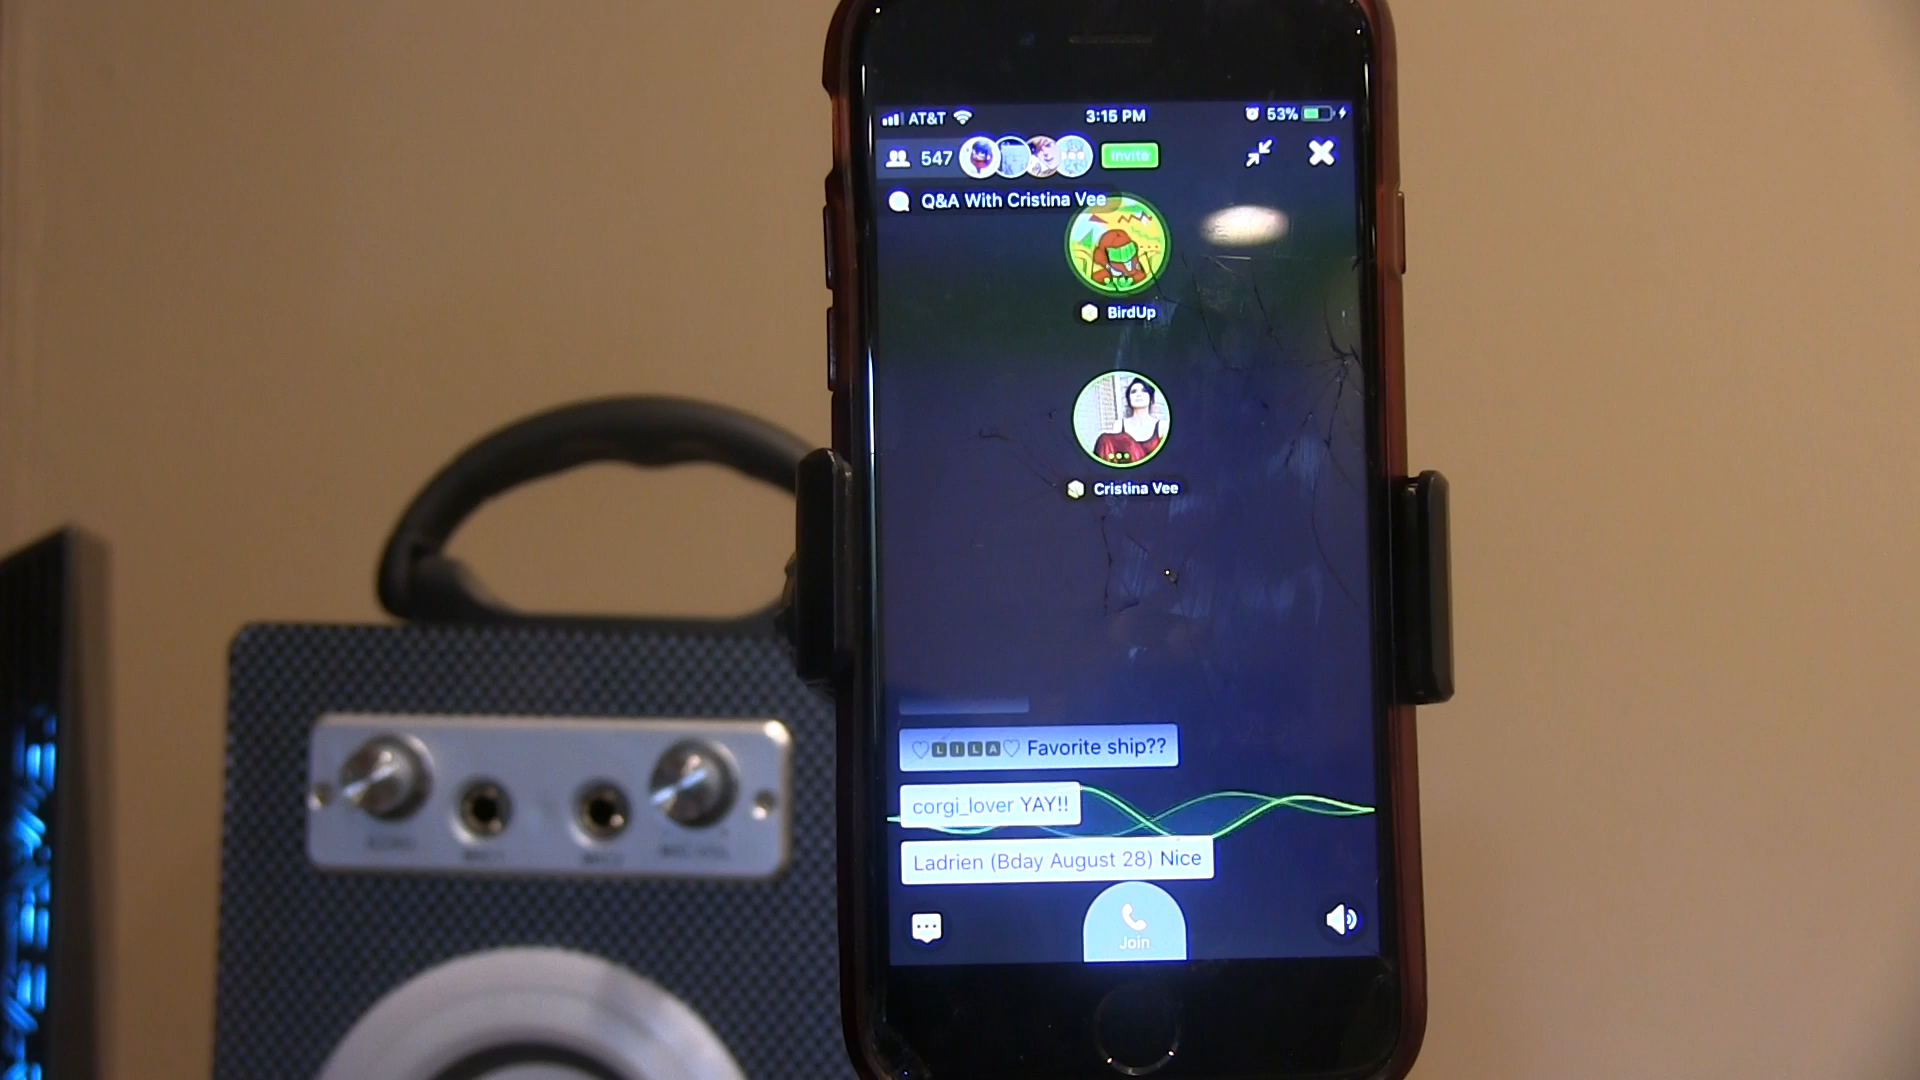 AT&T 3:15 PM 53%
547 Invite
Q&A With Cristina Vee
BirdUp
Cristina Vee
♡LILA♡ Favorite ship??
corgi_lover YAY!!
Ladrien (Bday August 28) Nice
Join